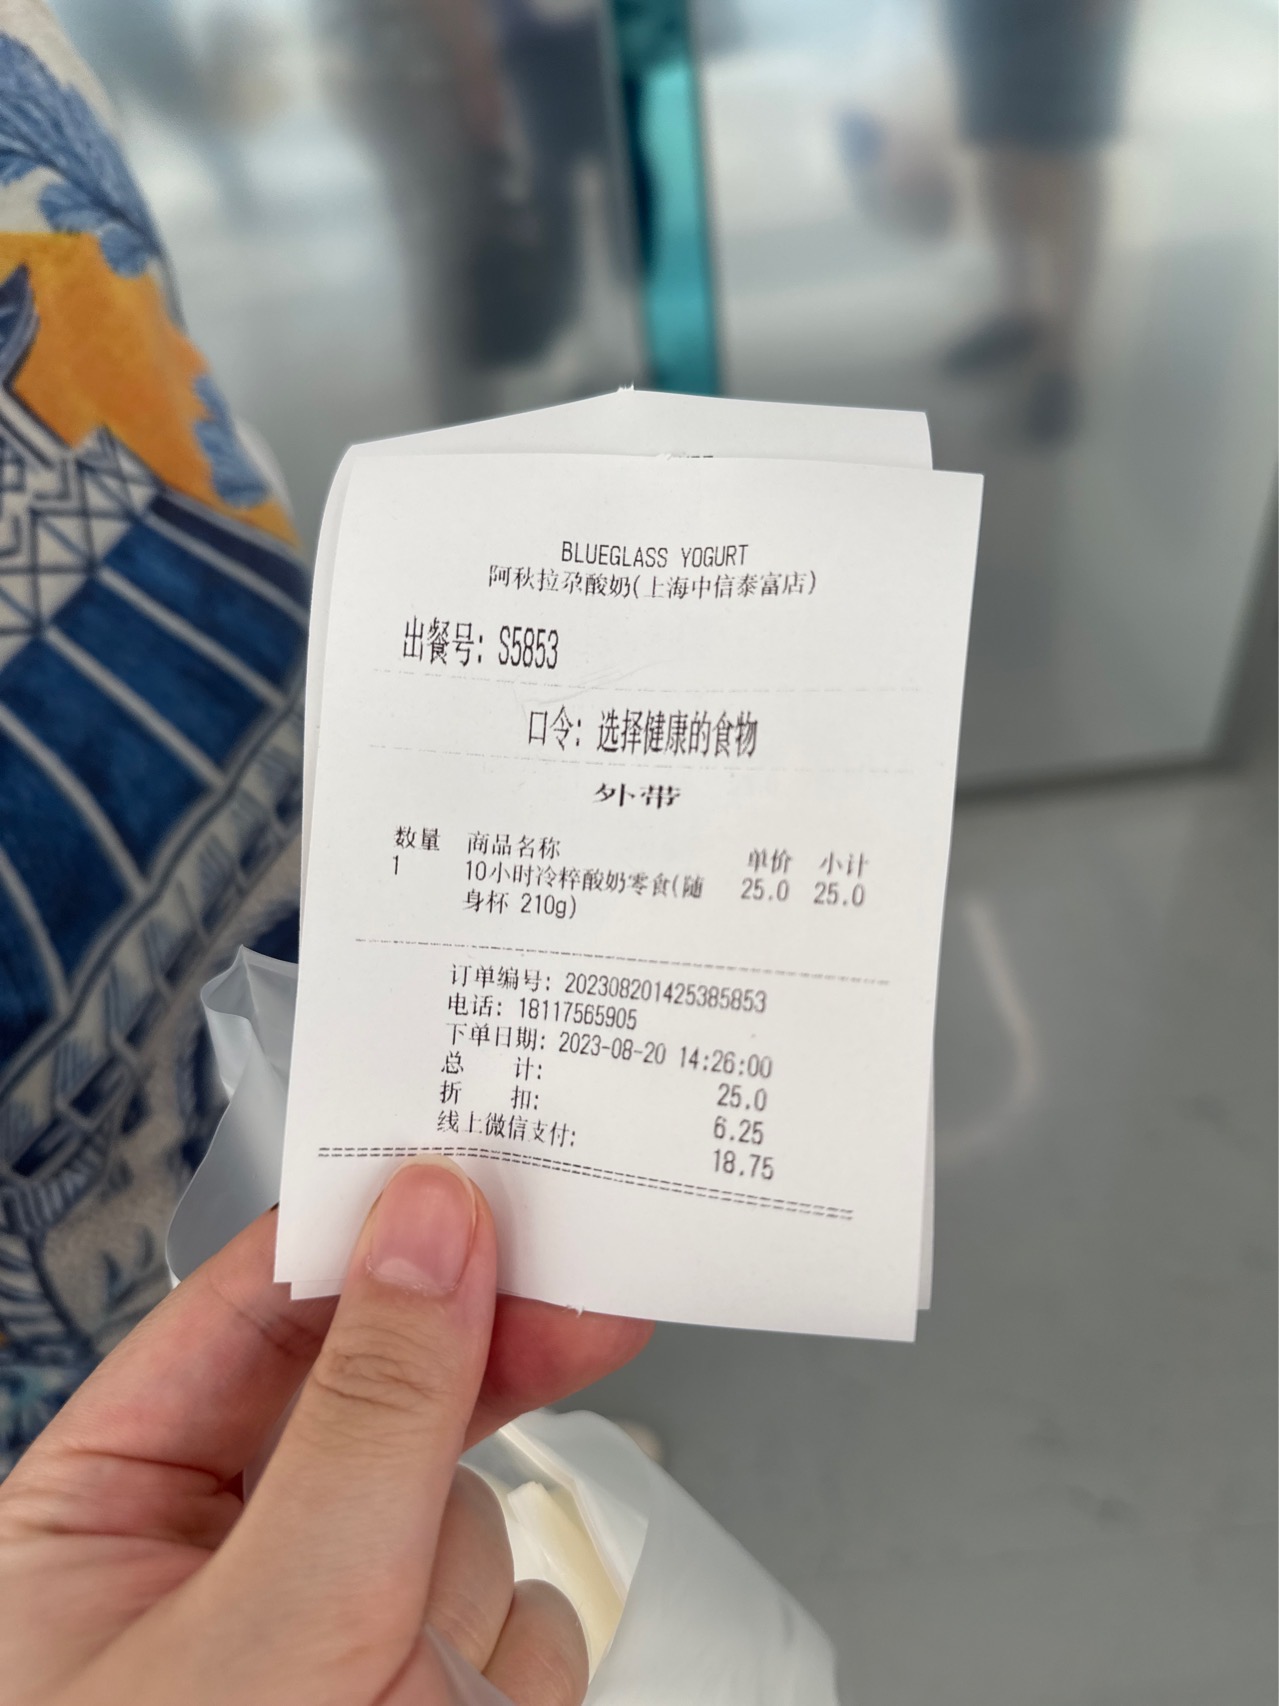 BLUEGLASS YOGURT
阿秋拉尕酸奶(上海中信泰富店)
出餐号: S5853
口令: 选择健康的食物
外带
数量 商品名称 单价 小计
1 10小时冷粹酸奶零食(随 25.0 25.0
身杯 210g)
订单编号: 202308201425385853
电话: 18117565905
下单日期: 2023-08-20 14:26:00
总 计: 25.0
折 扣: 6.25
线上微信支付: 18.75